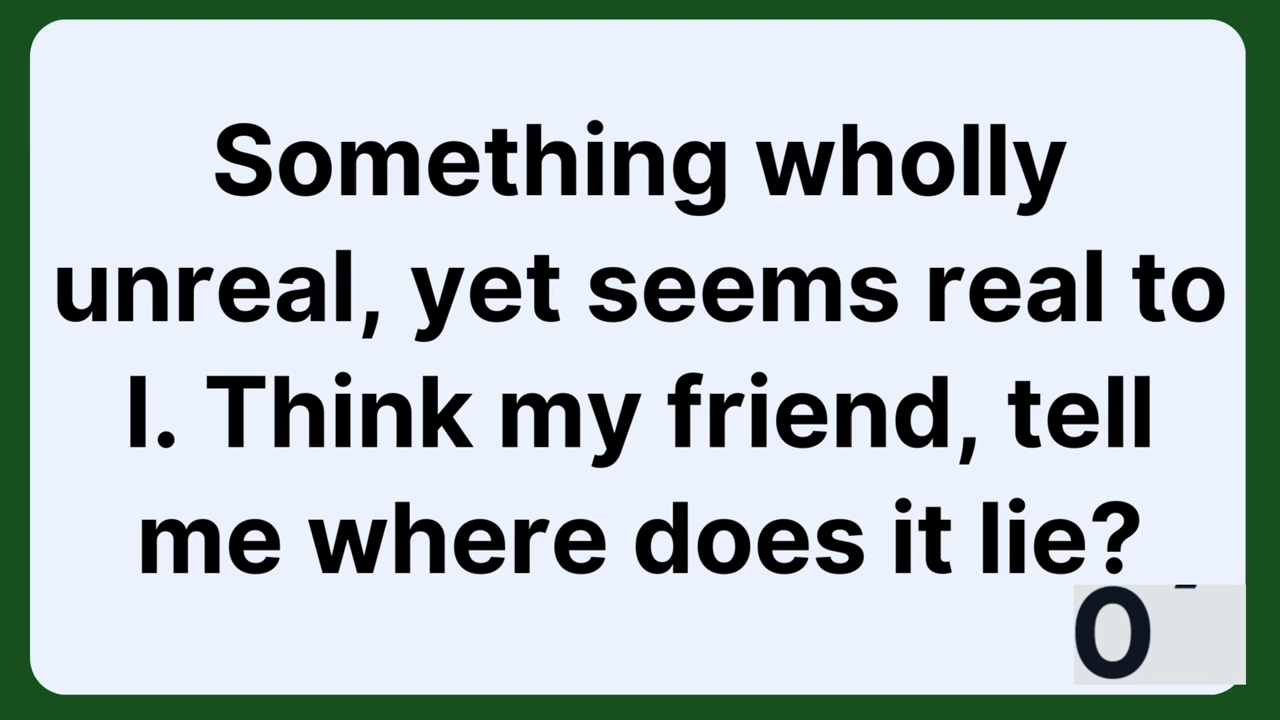 Something wholly
unreal, yet seems real to
I. Think my friend, tell
me where does it lie?
0